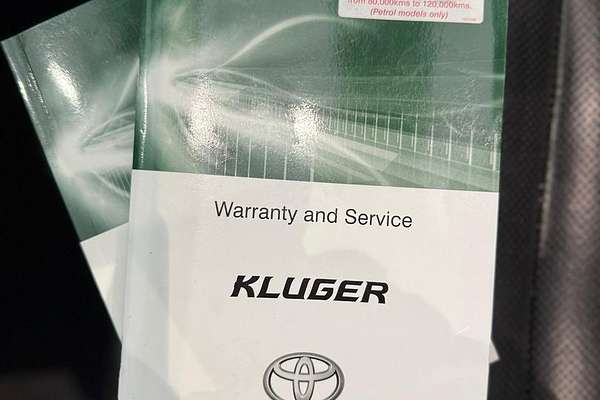 from 80,000kms to 120,000kms.
(Petrol models only)
Warranty and Service
KLUGER